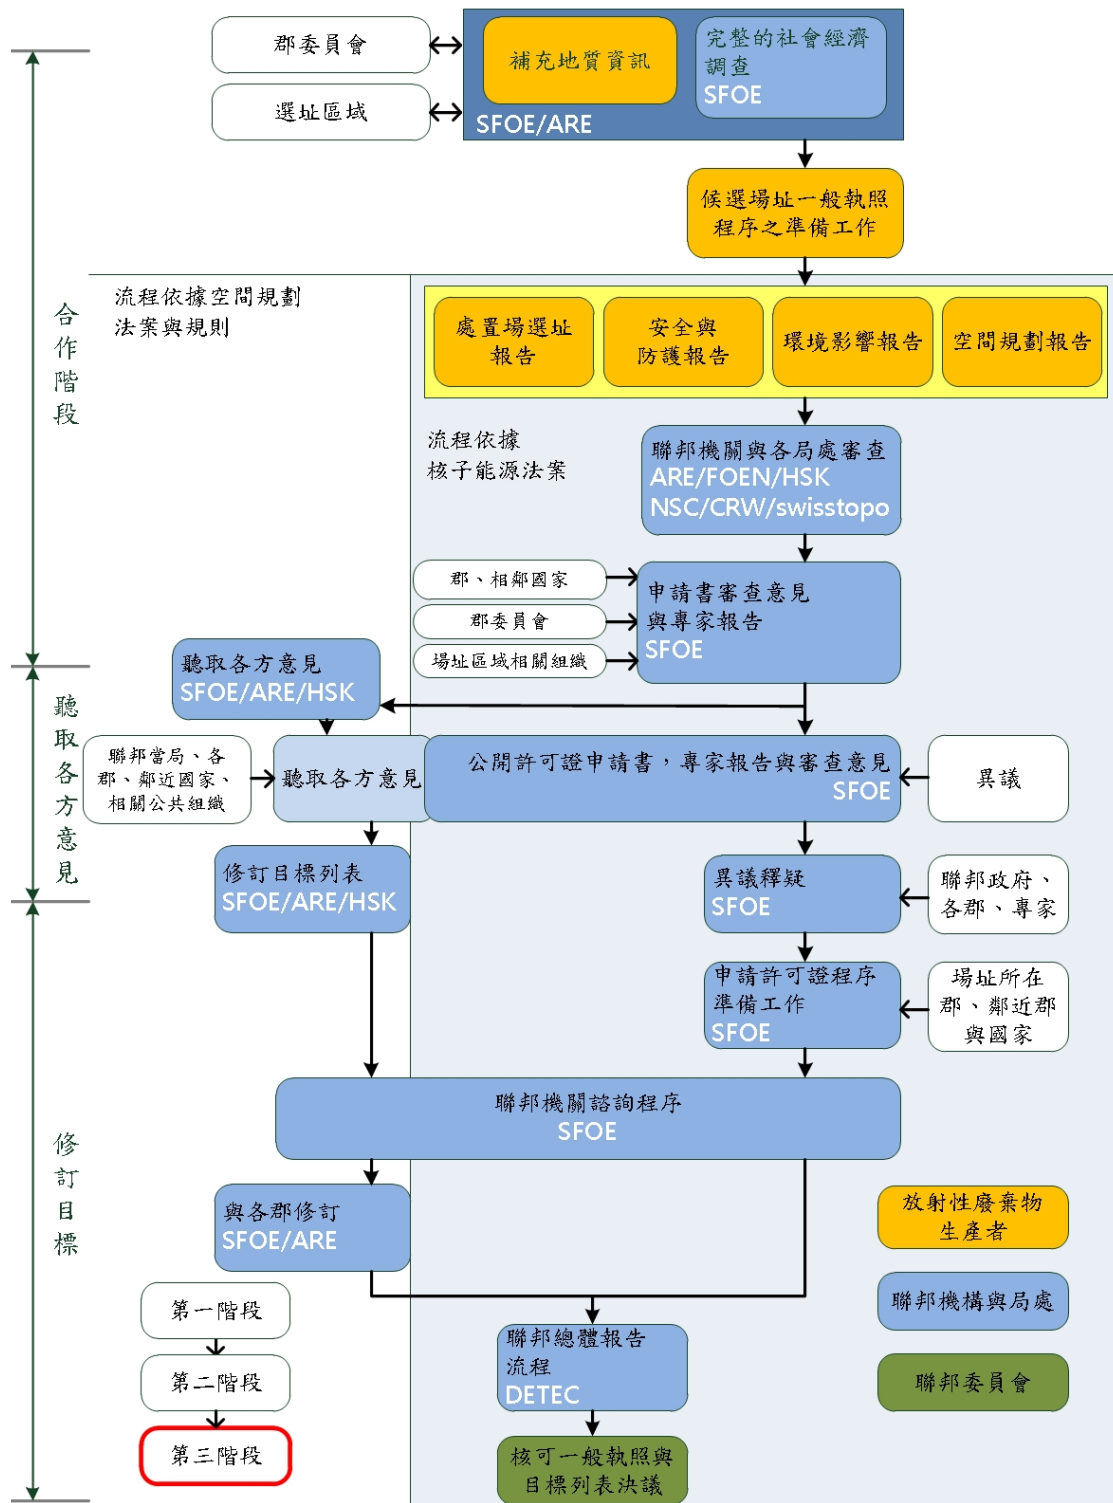 郡委員會
選址區域
補充地質資訊
完整的社會經濟
調查
SFOE
SFOE/ARE
候選場址一般執照
程序之準備工作
合作階段
流程依據空間規劃
法案與規則
處置場選址
報告
安全與
防護報告
環境影響報告
空間規劃報告
流程依據
核子能源法案
聯邦機關與各局處審查
ARE/FOEN/HSK
NSC/CRW/swisstopo
郡、相鄰國家
郡委員會
場址區域相關組織
申請書審查意見
與專家報告
SFOE
聽取各方意見
聽取各方意見
SFOE/ARE/HSK
聯邦當局、各
郡、鄰近國家、
相關公共組織
聽取各方意見
公開許可證申請書，專家報告與審查意見
SFOE
異議
修訂目標列表
SFOE/ARE/HSK
異議釋疑
SFOE
聯邦政府、
各郡、專家
申請許可證程序
準備工作
SFOE
場址所在
郡、鄰近郡
與國家
修訂目標
聯邦機關諮詢程序
SFOE
與各郡修訂
SFOE/ARE
放射性廢棄物
生產者
聯邦機構與局處
聯邦委員會
第一階段
第二階段
第三階段
聯邦總體報告
流程
DETEC
核可一般執照與
目標列表決議